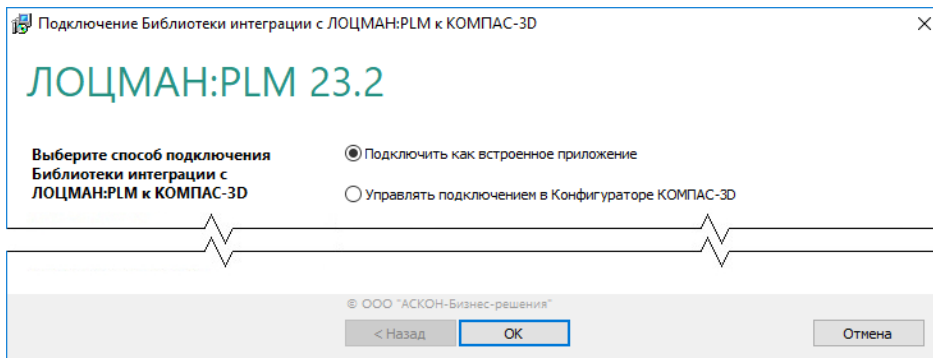 Подключение Библиотеки интеграции с ЛОЦМАН:PLM к КОМПАС-3D
ЛОЦМАН:PLM 23.2
Выберите способ подключения
Библиотеки интеграции с
ЛОЦМАН:PLM к КОМПАС-3D
Подключить как встроенное приложение
Управлять подключением в Конфигураторе КОМПАС-3D
© ООО "АСКОН-Бизнес-решения"
< Назад
ОК
Отмена